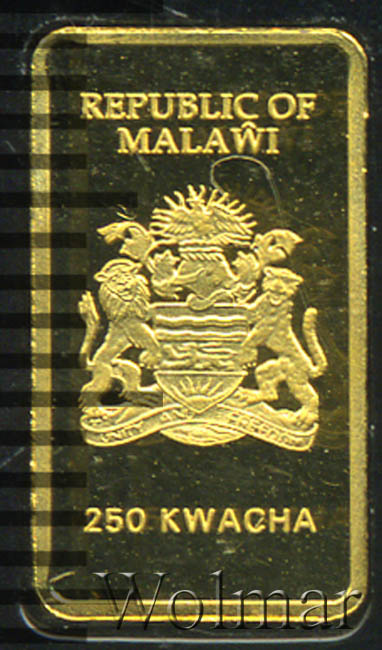 REPUBLIC OF
MALAŴI
UNITY AND FREEDOM
250 KWACHA
Wolmar